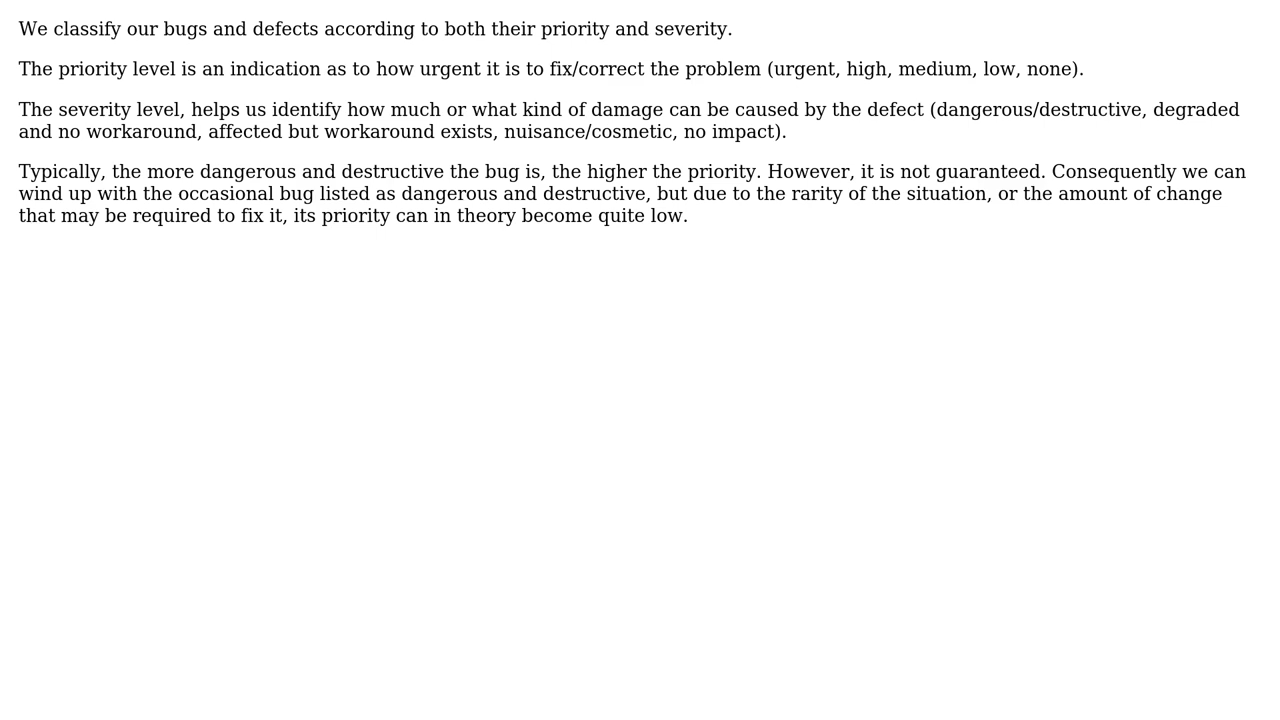 We classify our bugs and defects according to both their priority and severity.
The priority level is an indication as to how urgent it is to fix/correct the problem (urgent, high, medium, low, none).
The severity level, helps us identify how much or what kind of damage can be caused by the defect (dangerous/destructive, degraded
and no workaround, affected but workaround exists, nuisance/cosmetic, no impact).
Typically, the more dangerous and destructive the bug is, the higher the priority. However, it is not guaranteed. Consequently we can
wind up with the occasional bug listed as dangerous and destructive, but due to the rarity of the situation, or the amount of change
that may be required to fix it, its priority can in theory become quite low.